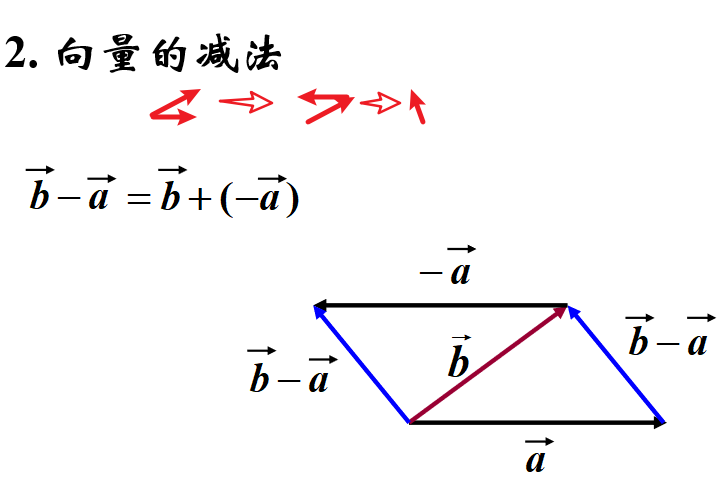 2. 向量的减法
b⃗ − a⃗ = b⃗ + (−a⃗)
−a⃗
b⃗ − a⃗
b⃗
b⃗ − a⃗
a⃗